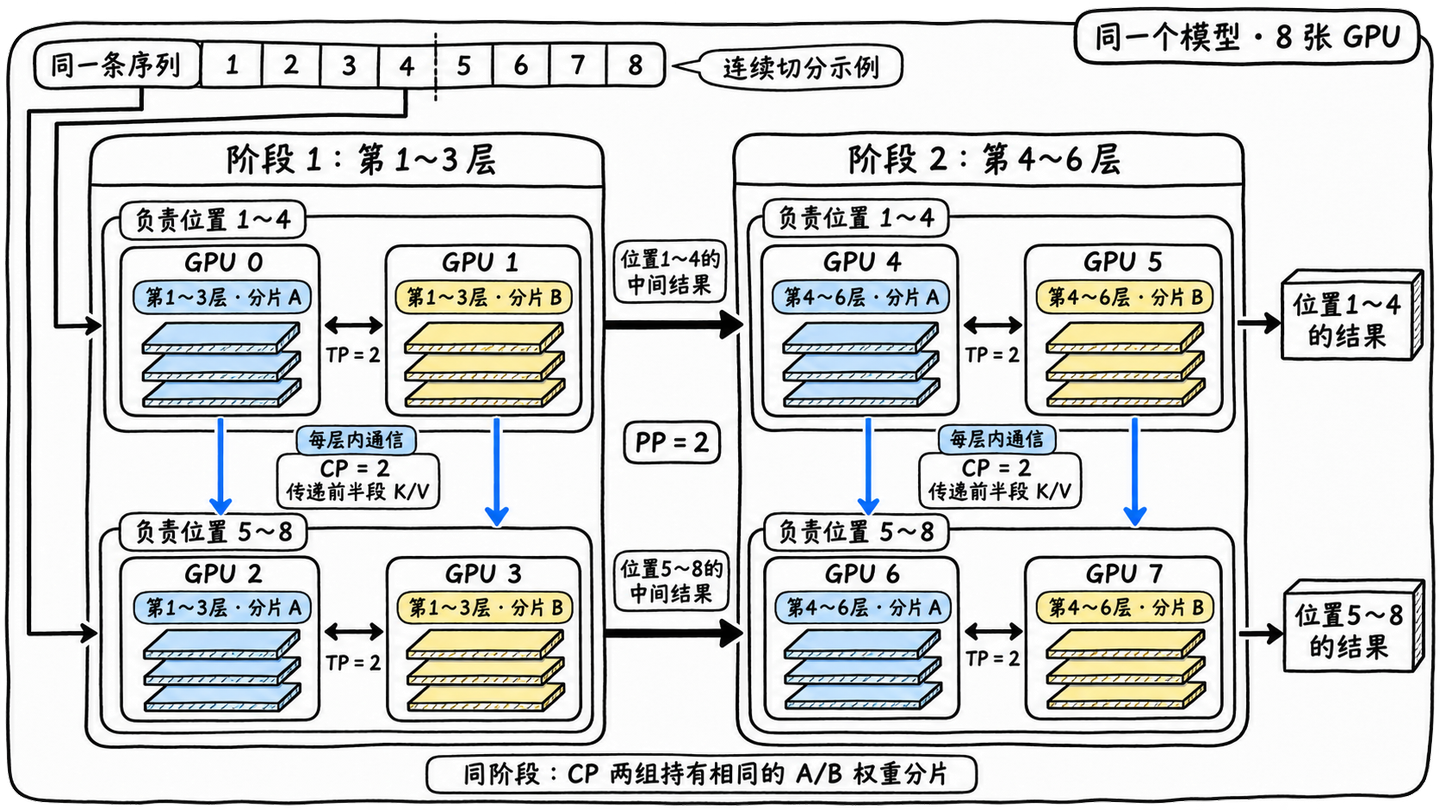 同一个模型·8 张 GPU
同一条序列 1 2 3 4 5 6 7 8
连续切分示例
阶段 1：第 1～3 层
负责位置 1～4
GPU 0
第1～3层·分片 A
TP = 2
GPU 1
第1～3层·分片 B
每层内通信
CP = 2
传递前半段 K/V
负责位置 5～8
GPU 2
第1～3层·分片 A
TP = 2
GPU 3
第1～3层·分片 B
位置1～4的
中间结果
PP = 2
位置5～8的
中间结果
阶段 2：第 4～6 层
负责位置 1～4
GPU 4
第4～6层·分片 A
TP = 2
GPU 5
第4～6层·分片 B
每层内通信
CP = 2
传递前半段 K/V
负责位置 5～8
GPU 6
第4～6层·分片 A
TP = 2
GPU 7
第4～6层·分片 B
位置1～4
的结果
位置5～8
的结果
同阶段：CP 两组持有相同的 A/B 权重分片